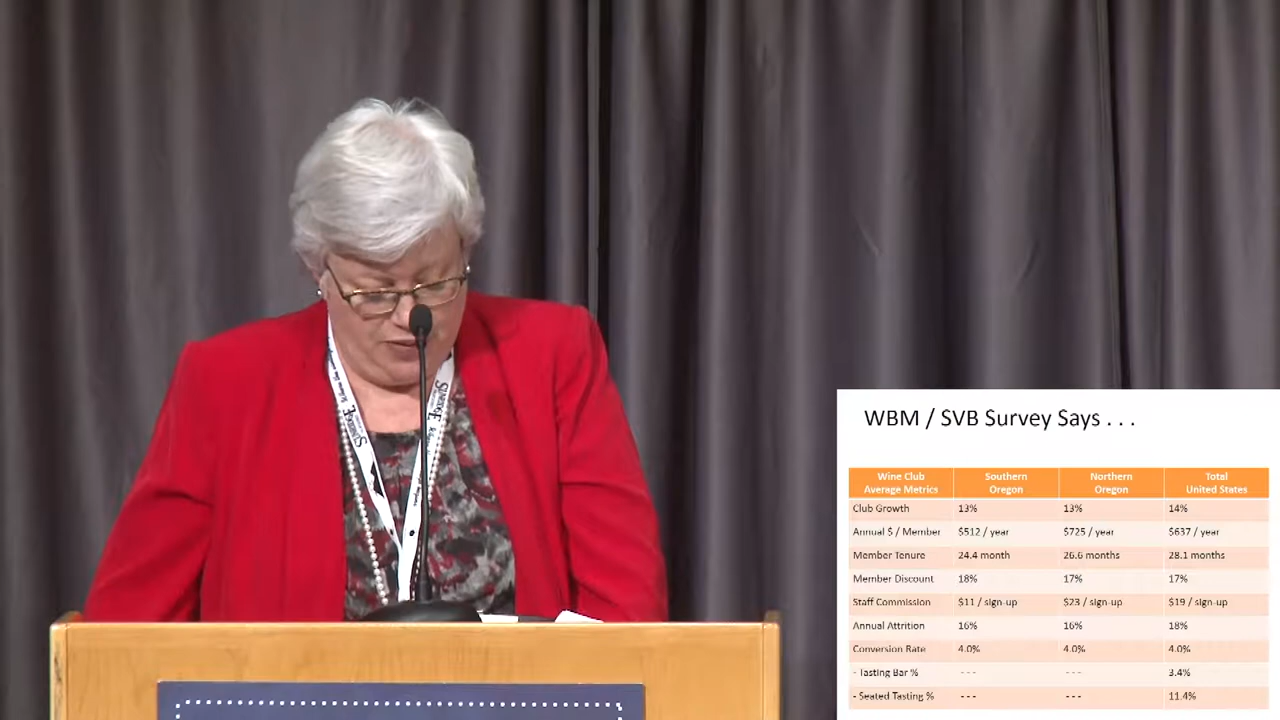 SUNRIDGE
WBM / SVB Survey Says . . .
Wine Club Average Metrics Southern Oregon Northern Oregon Total United States
Club Growth 13% 13% 14%
Annual $ / Member $512 / year $725 / year $637 / year
Member Tenure 24.4 month 26.6 months 28.1 months
Member Discount 18% 17% 17%
Staff Commission $11 / sign-up $23 / sign-up $19 / sign-up
Annual Attrition 16% 16% 18%
Conversion Rate 4.0% 4.0% 4.0%
- Tasting Bar % - - - - - - 3.4%
- Seated Tasting % - - - - - - 11.4%